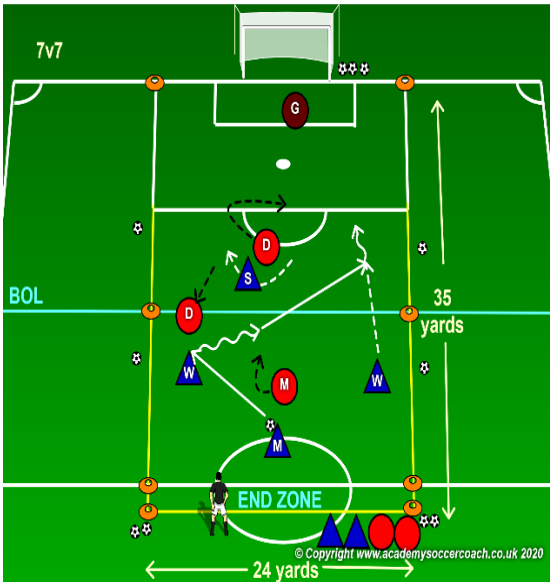 7v7
G
D
S
BOL
D
35
yards
W
W
M
M
END ZONE
© Copyright www.academysoccercoach.co.uk 2020
24 yards